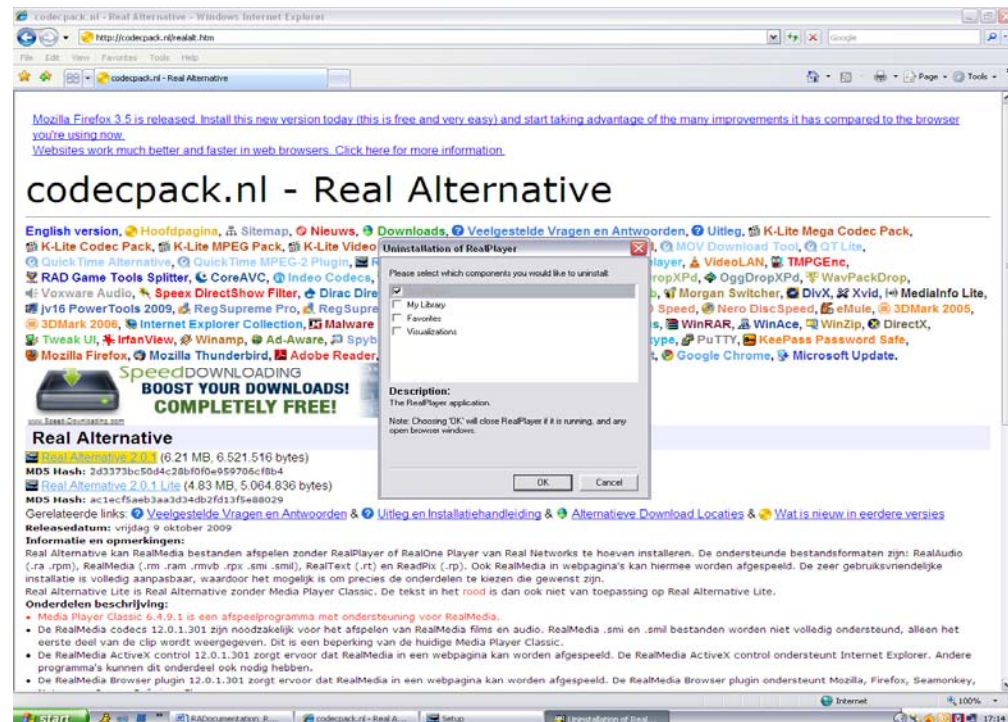 codecpack.nl - Real Alternative - Windows Internet Explorer
http://codecpack.nl/realalt.htm
Google
File Edit View Favorites Tools Help
codecpack.nl - Real Alternative
Page Tools
Mozilla Firefox 3.5 is released. Install this new version today (this is free and very easy) and start taking advantage of the many improvements it has compared to the browser
you're using now.
Websites work much better and faster in web browsers. Click here for more information.
codecpack.nl - Real Alternative
English version, Hoofdpagina, Sitemap, Nieuws, Downloads, Veelgestelde Vragen en Antwoorden, Uitleg, K-Lite Mega Codec Pack,
K-Lite Codec Pack, K-Lite MPEG Pack, K-Lite Video MOV Download Tool, QT Lite,
QuickTime Alternative, QuickTime MPEG-2 Plugin, VideoLAN, TMPGEnc,
RAD Game Tools Splitter, CoreAVC, Indeo Codecs, OggDropXPd, WavPackDrop,
Voxware Audio, Speex DirectShow Filter, Morgan Switcher, DivX, Xvid, MediaInfo Lite,
jv16 PowerTools 2009, RegSupreme Pro, Nero DiscSpeed, eMule, 3DMark 2005,
3DMark 2006, Internet Explorer Collection, Malware WinRAR, WinAce, WinZip, DirectX,
Tweak UI, IrfanView, Winamp, Ad-Aware, PuTTY, KeePass Password Safe,
Mozilla Firefox, Mozilla Thunderbird, Adobe Reader, Google Chrome, Microsoft Update.
SpeedDOWNLOADING
BOOST YOUR DOWNLOADS!
COMPLETELY FREE!
www.Speed-Downloading.com
Uninstallation of RealPlayer
Please select which components you would like to uninstall:
My Library
Favorites
Visualizations
Description:
The RealPlayer application.
Note: Choosing 'OK' will close RealPlayer if it is running, and any
open browser windows.
OK Cancel
Real Alternative
Real Alternative 2.0.1 (6.21 MB, 6.521.516 bytes)
MD5 Hash: 2d3373bc50d4c28bf0f0e959706cf8b4
Real Alternative 2.0.1 Lite (4.83 MB, 5.064.836 bytes)
MD5 Hash: ac1ecf5aeb3aa3d34db2fd13f5e88029
Gerelateerde links: Veelgestelde Vragen en Antwoorden & Uitleg en Installatiehandleiding & Alternatieve Download Locaties & Wat is nieuw in eerdere versies
Releasedatum: vrijdag 9 oktober 2009
Informatie en opmerkingen:
Real Alternative kan RealMedia bestanden afspelen zonder RealPlayer of RealOne Player van Real Networks te hoeven installeren. De ondersteunde bestandsformaten zijn: RealAudio
(.ra .rpm), RealMedia (.rm .ram .rmvb .rpx .smi .smil), RealText (.rt) en ReadPix (.rp). Ook RealMedia in webpagina's kan hiermee worden afgespeeld. De zeer gebruiksvriendelijke
installatie is volledig aanpasbaar, waardoor het mogelijk is om precies de onderdelen te kiezen die gewenst zijn.
Real Alternative Lite is Real Alternative zonder Media Player Classic. De tekst in het rood is dan ook niet van toepassing op Real Alternative Lite.
Onderdelen beschrijving:
• Media Player Classic 6.4.9.1 is een afspeelprogramma met ondersteuning voor RealMedia.
• De RealMedia codecs 12.0.1.301 zijn noodzakelijk voor het afspelen van RealMedia films en audio. RealMedia .smi en .smil bestanden worden niet volledig ondersteund, alleen het
eerste deel van de clip wordt weergegeven. Dit is een beperking van de huidige Media Player Classic.
• De RealMedia ActiveX control 12.0.1.301 zorgt ervoor dat RealMedia in een webpagina kan worden afgespeeld. De RealMedia ActiveX control ondersteunt Internet Explorer. Andere
programma's kunnen dit onderdeel ook nodig hebben.
• De RealMedia Browser plugin 12.0.1.301 zorgt ervoor dat RealMedia in een webpagina kan worden afgespeeld. De RealMedia Browser plugin ondersteunt Mozilla, Firefox, Seamonkey,
Internet 100%
start RADocumentation_R... codecpack.nl - Real A... Setup Uninstallation of Real...